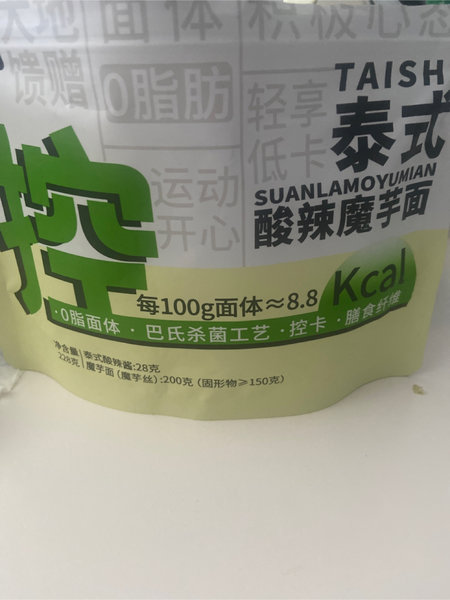 大地
馈赠
面体
0脂肪
运动
开心
积极心态
轻享
低卡
控
TAISH
泰式
SUANLAMOYUMIAN
酸辣魔芋面
每100g面体≈8.8
Kcal
·0脂面体·巴氏杀菌工艺·控卡·膳食纤维
净含量: 泰式酸辣酱:28克
228克 魔芋面(魔芋丝):200克(固形物≥150克)